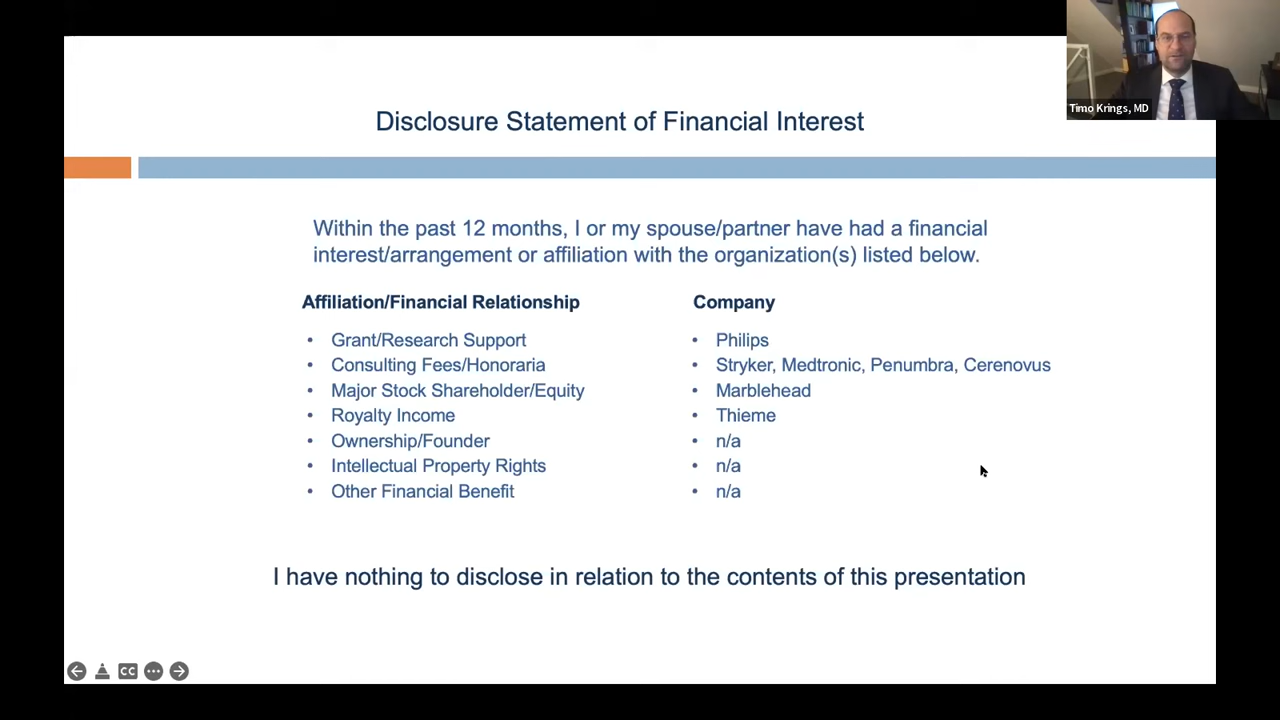 Timo Krings, MD
Disclosure Statement of Financial Interest
Within the past 12 months, I or my spouse/partner have had a financial
interest/arrangement or affiliation with the organization(s) listed below.
Affiliation/Financial Relationship
• Grant/Research Support
• Consulting Fees/Honoraria
• Major Stock Shareholder/Equity
• Royalty Income
• Ownership/Founder
• Intellectual Property Rights
• Other Financial Benefit
Company
• Philips
• Stryker, Medtronic, Penumbra, Cerenovus
• Marblehead
• Thieme
• n/a
• n/a
• n/a
I have nothing to disclose in relation to the contents of this presentation
CC